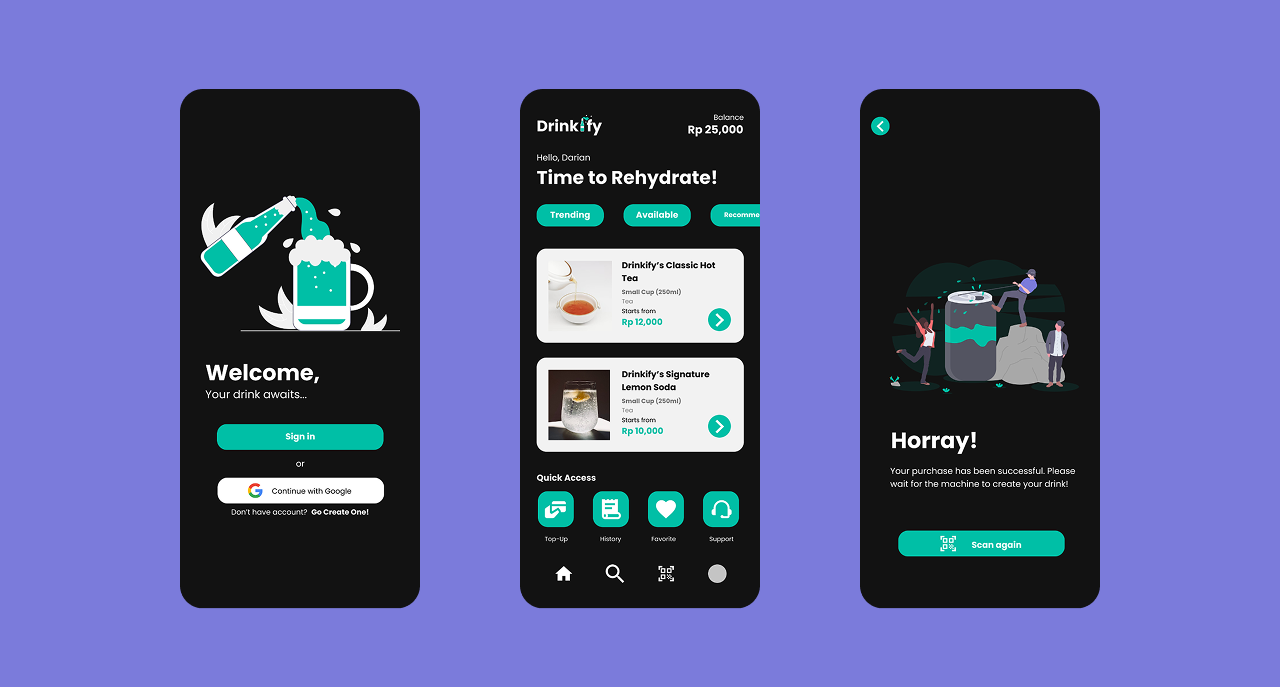 Welcome,
Your drink awaits...
Sign in
or
Continue with Google
Don't have account? Go Create One!
Drinkify
Balance
Rp 25,000
Hello, Darian
Time to Rehydrate!
Trending
Available
Recomme
Drinkify's Classic Hot
Tea
Small Cup (250ml)
Tea
Starts from
Rp 12,000
Drinkify's Signature
Lemon Soda
Small Cup (250ml)
Tea
Starts from
Rp 10,000
Quick Access
Top-Up
History
Favorite
Support
Horray!
Your purchase has been successful. Please
wait for the machine to create your drink!
Scan again